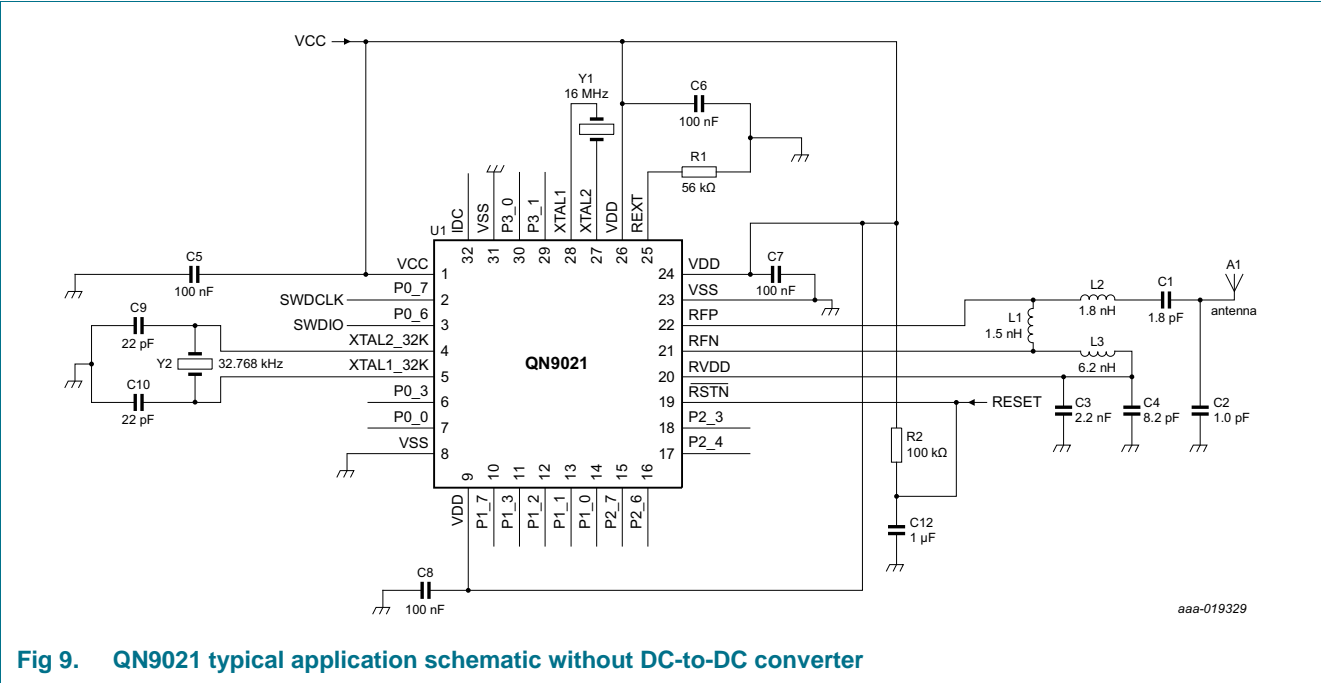 VCC
Y1
16 MHz
C6
100 nF
R1
56 kΩ
U1
IDC
VSS
P3_0
P3_1
XTAL1
XTAL2
VDD
REXT
32
31
30
29
28
27
26
25
C5
100 nF
VCC
1
SWDCLK
P0_7
2
SWDIO
P0_6
3
C9
22 pF
XTAL2_32K
4
Y2
32.768 kHz
XTAL1_32K
5
C10
22 pF
P0_3
6
P0_0
7
VSS
8
QN9021
24
VDD
C7
100 nF
23
VSS
22
RFP
21
RFN
20
RVDD
19
RSTN
RESET
18
P2_3
17
P2_4
L1
1.5 nH
L2
1.8 nH
C1
1.8 pF
A1
antenna
L3
6.2 nH
C3
2.2 nF
C4
8.2 pF
C2
1.0 pF
R2
100 kΩ
C12
1 µF
9
10
11
12
13
14
15
16
VDD
P1_7
P1_3
P1_2
P1_1
P1_0
P2_7
P2_6
C8
100 nF
aaa-019329
Fig 9. QN9021 typical application schematic without DC-to-DC converter